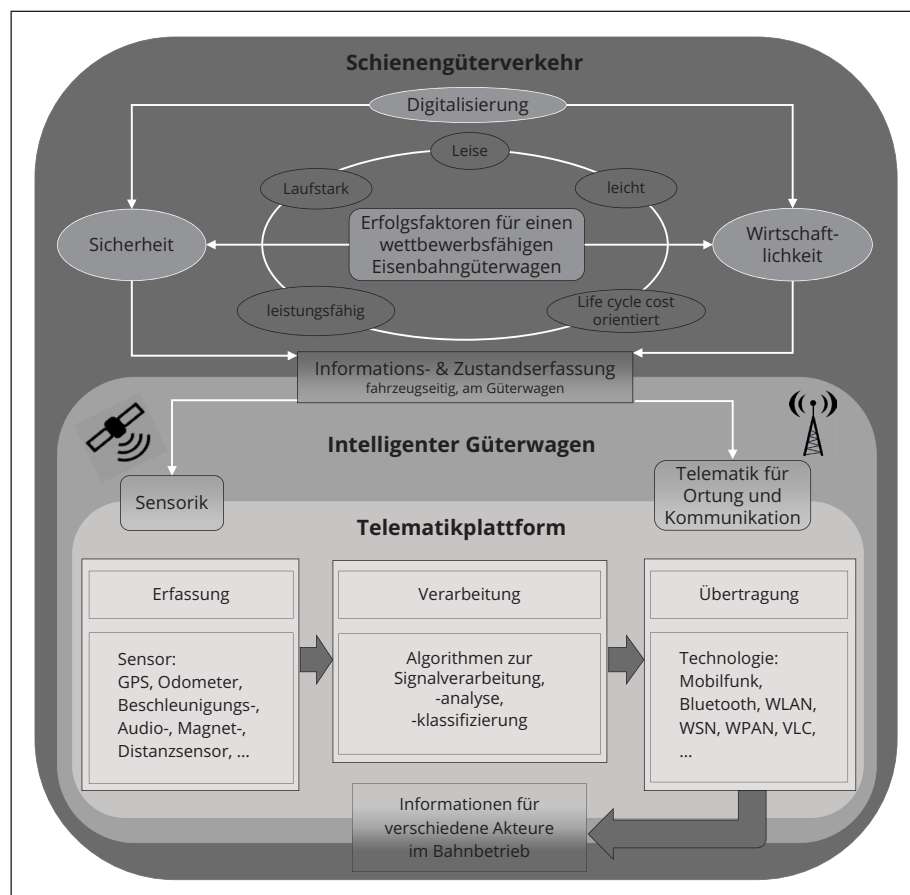 Schienengüterverkehr
Digitalisierung
Leise
Laufstark
leicht
Sicherheit
Erfolgsfaktoren für einen
wettbewerbsfähigen
Eisenbahngüterwagen
Wirtschaft-
lichkeit
leistungsfähig
Life cycle cost
orientiert
Informations- & Zustandserfassung
fahrzeugseitig, am Güterwagen
Intelligenter Güterwagen
Sensorik
Telematik für
Ortung und
Kommunikation
Telematikplattform
Erfassung
Sensor:
GPS, Odometer,
Beschleunigungs-,
Audio-, Magnet-,
Distanzsensor, ...
Verarbeitung
Algorithmen zur
Signalverarbeitung,
-analyse,
-klassifizierung
Übertragung
Technologie:
Mobilfunk,
Bluetooth, WLAN,
WSN, WPAN, VLC,
...
Informationen für
verschiedene Akteure
im Bahnbetrieb